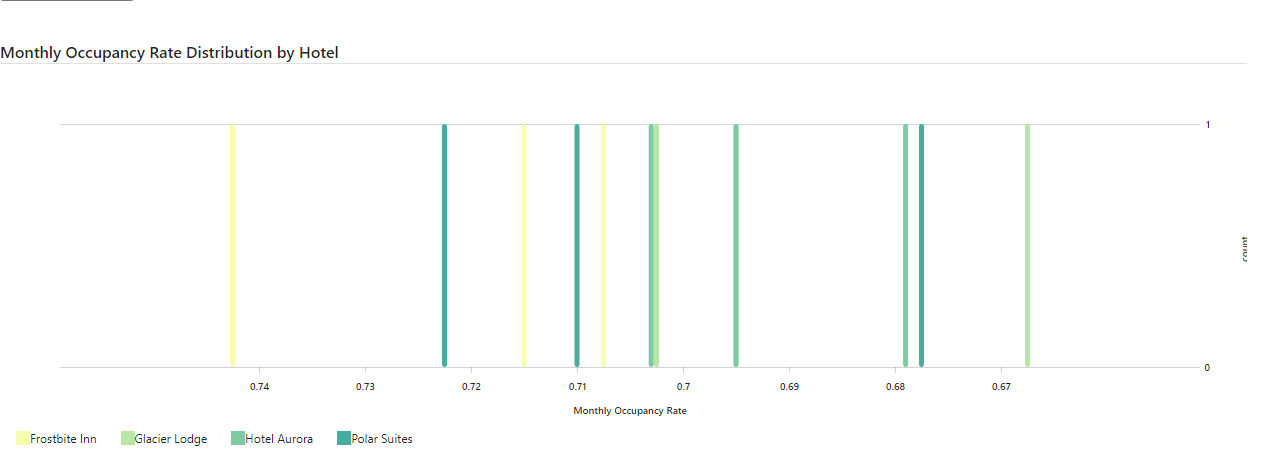 Monthly Occupancy Rate Distribution by Hotel
1
count
0
0.74 0.73 0.72 0.71 0.7 0.69 0.68 0.67
Monthly Occupancy Rate
Frostbite Inn Glacier Lodge Hotel Aurora Polar Suites